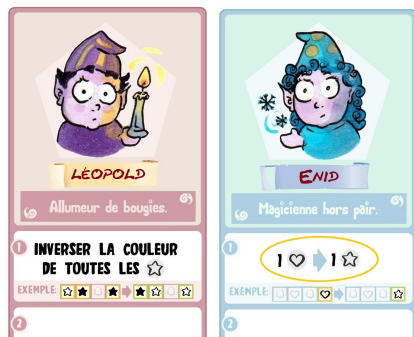 LÉOPOLD
Allumeur de bougies.
1
INVERSER LA COULEUR
DE TOUTES LES
EXEMPLE:
2
ENID
Magicienne hors pair.
1
1 1
EXEMPLE:
2